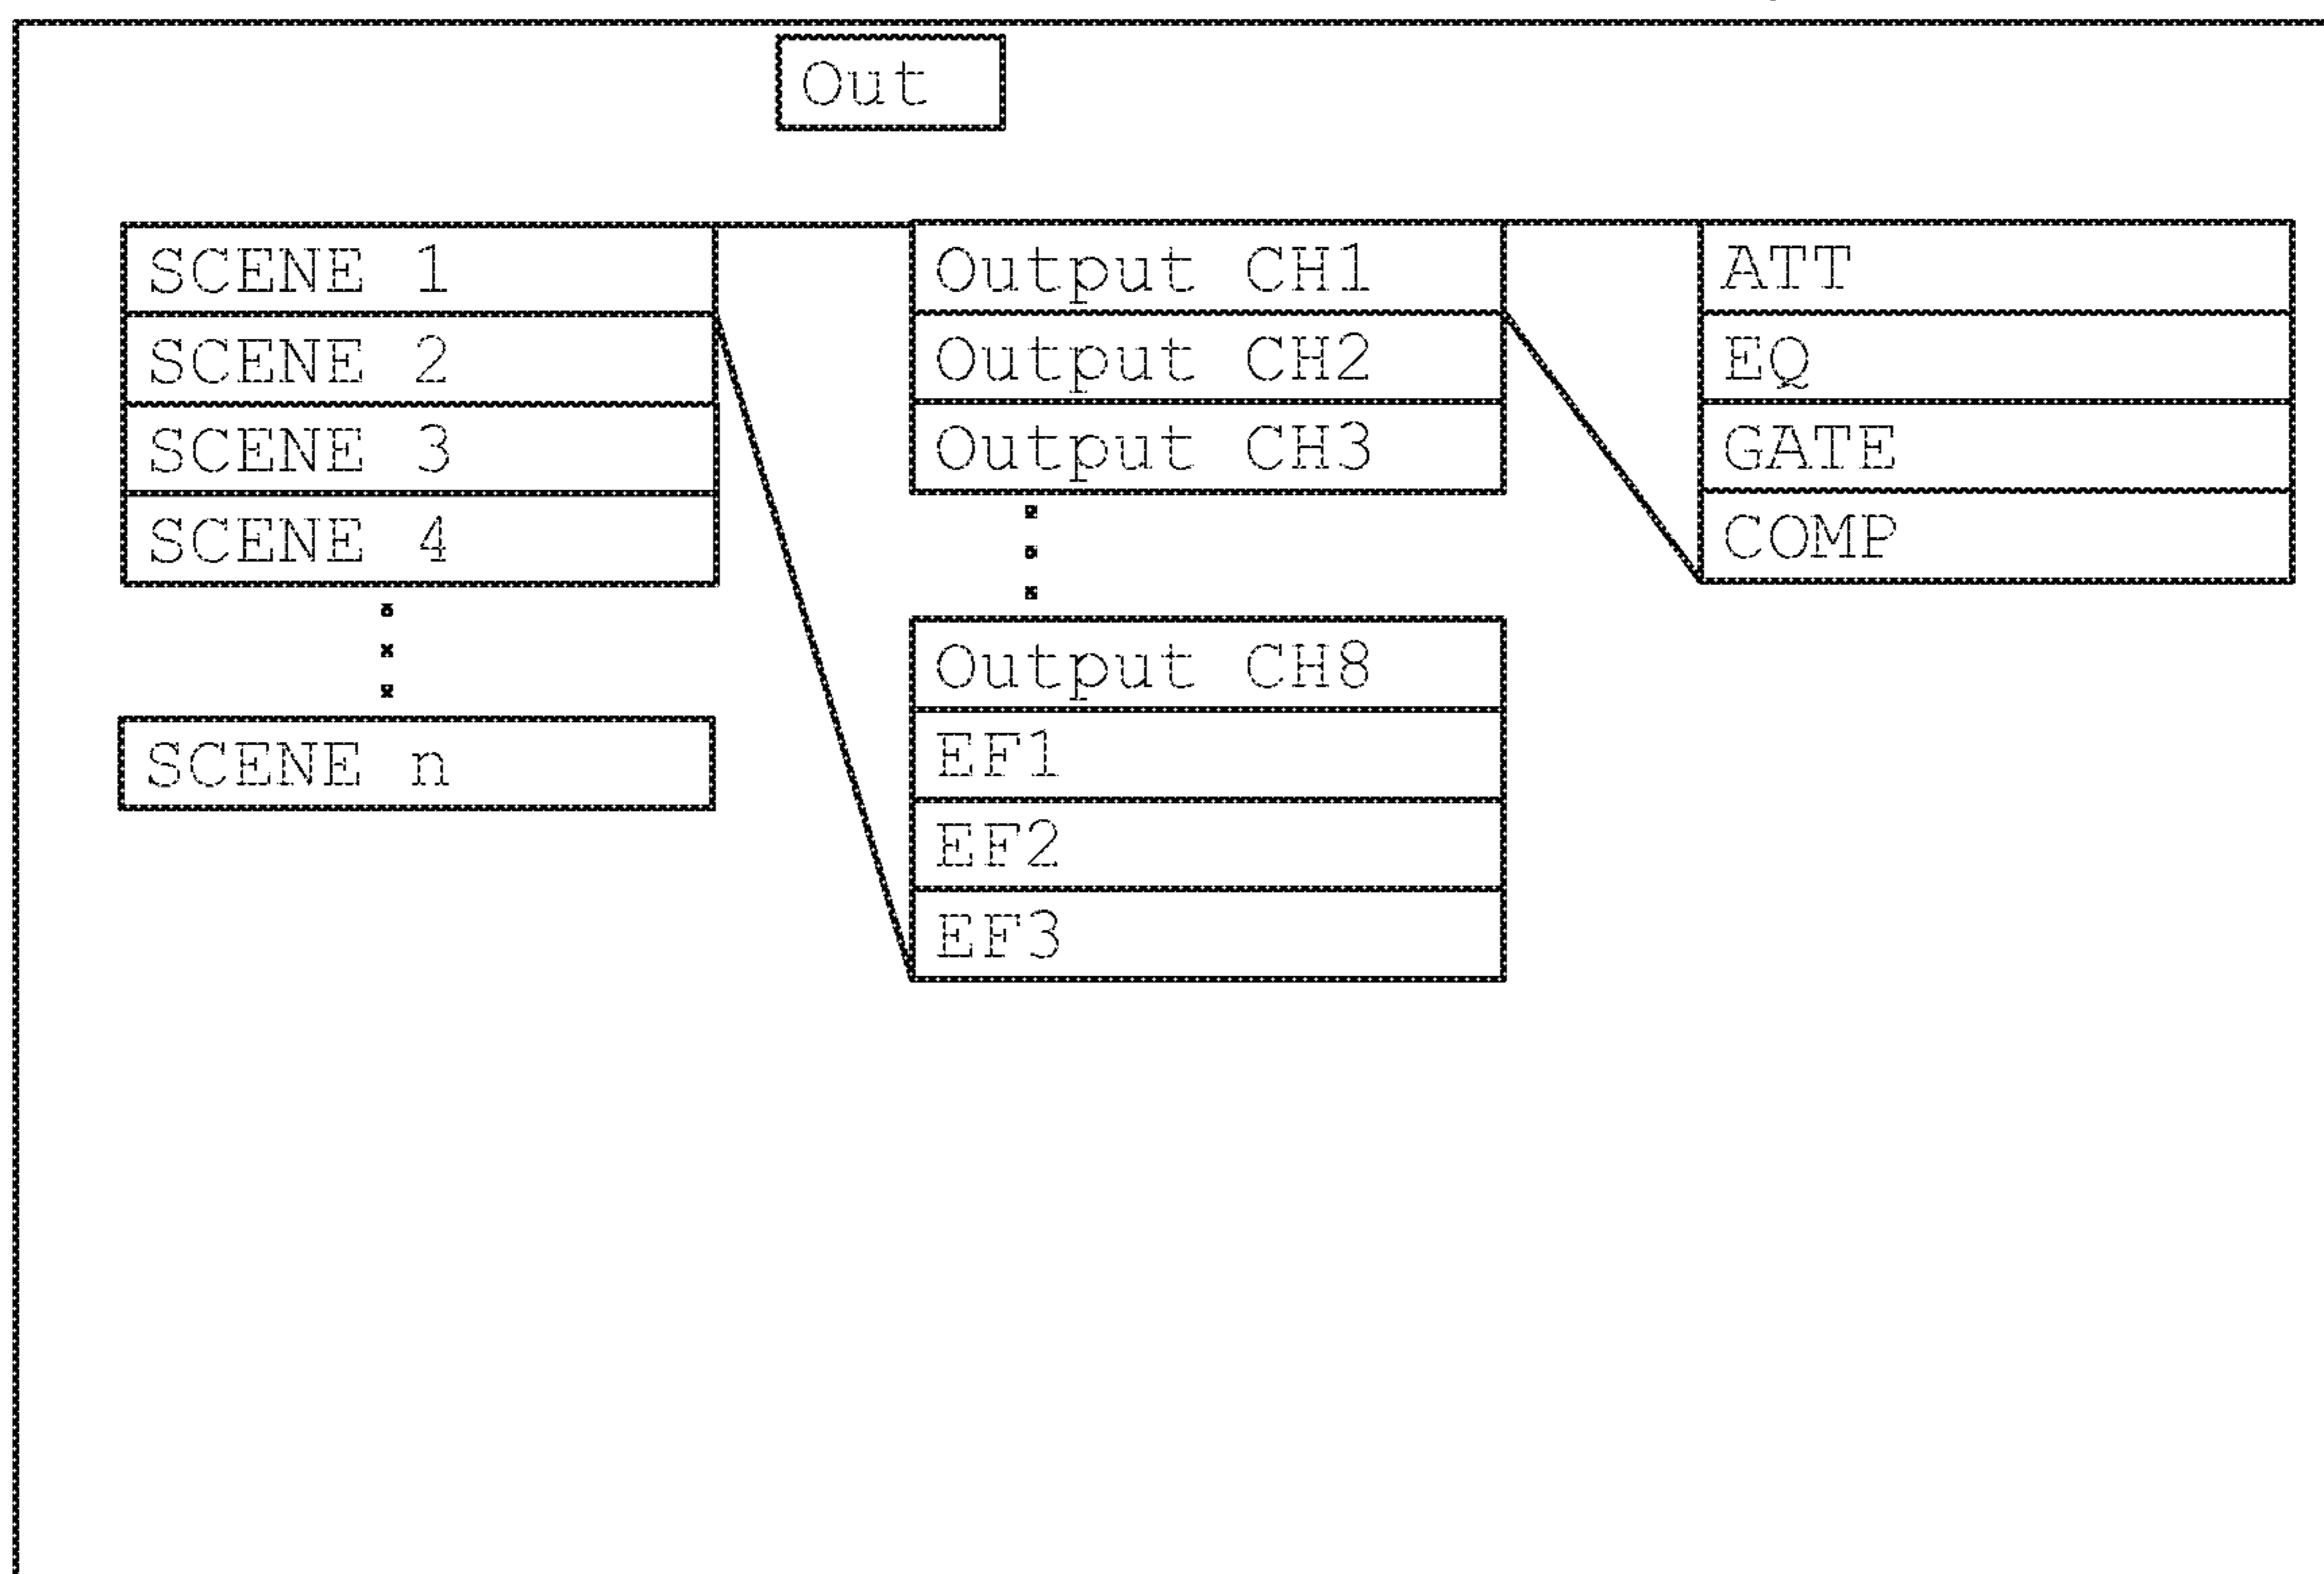 Out
SCENE 1
SCENE 2
SCENE 3
SCENE 4
SCENE n
Output CH1
Output CH2
Output CH3
Output CH8
EF1
EF2
EF3
ATT
EQ
GATE
COMP